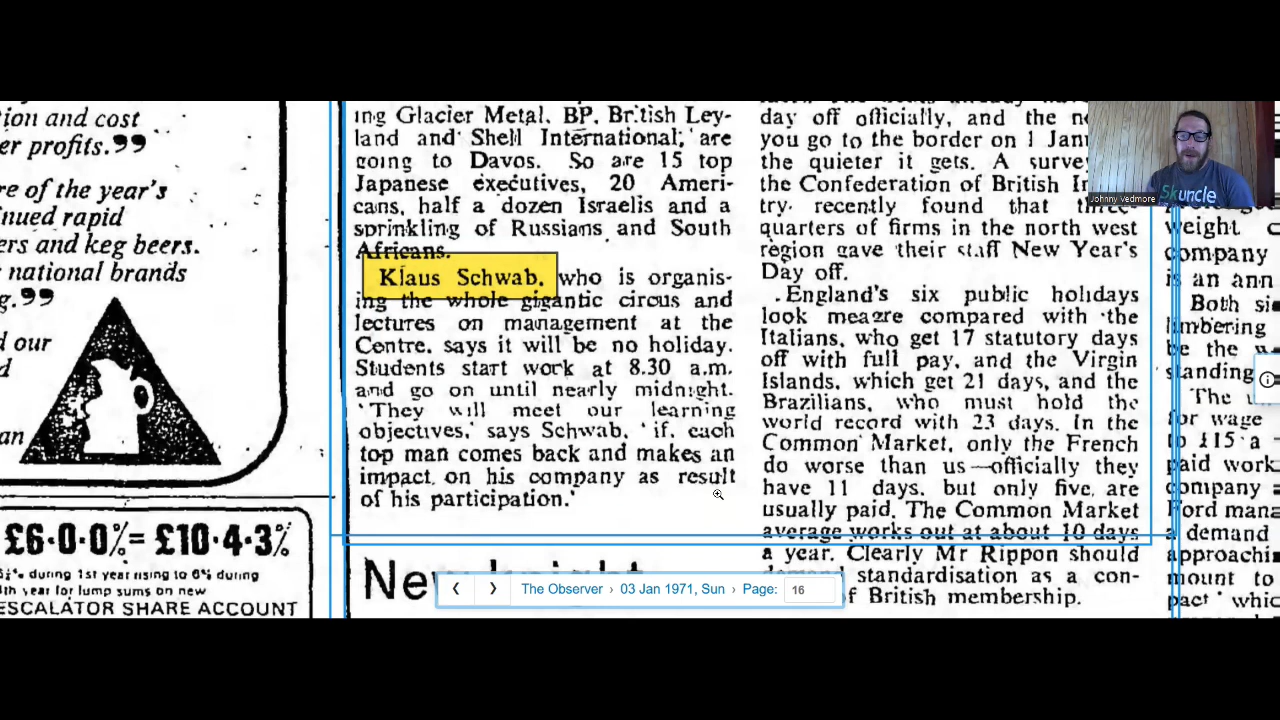 tion and cost
er profits.❞
re of the year's
inued rapid
ers and keg beers.
national brands
g.❞
d our
d
an
£6·0·0%= £10·4·3%
% during 1st year rising to 6% during
4th year for lump sums on new
ESCALATOR SHARE ACCOUNT
ing Glacier Metal, BP, British Ley-
land and Shell International, are
going to Davos. So are 15 top
Japanese executives, 20 Ameri-
cans, half a dozen Israelis and a
sprinkling of Russians and South
Africans.
Klaus Schwab, who is organis-
ing the whole gigantic circus and
lectures on management at the
Centre, says it will be no holiday.
Students start work at 8.30 a.m.
and go on until nearly midnight.
'They will meet our learning
objectives,' says Schwab, 'if, each
top man comes back and makes an
impact on his company as result
of his participation.'
New knight
day off officially, and the
you go to the border on 1
the quieter it gets. A
the Confederation of British
try recently found that three-
quarters of firms in the north west
region gave their staff New Year's
Day off.
England's six public holidays
look meagre compared with the
Italians, who get 17 statutory days
off with full pay, and the Virgin
Islands, which get 21 days, and the
Brazilians, who must hold the
world record with 23 days. In the
Common Market, only the French
do worse than us—officially they
have 11 days, but only five are
usually paid. The Common Market
average works out at about 10 days
a year. Clearly Mr Rippon should
standardisation as a con-
of British membership.
weight
company
is an ann
Both si
limbering
be the
standing
The
for wage
to £15 a
paid work
company
Ford man
a demand
approachi
mount to
pact ' whic
Skuncle
Johnny Vedmore
The Observer › 03 Jan 1971, Sun › Page: 16